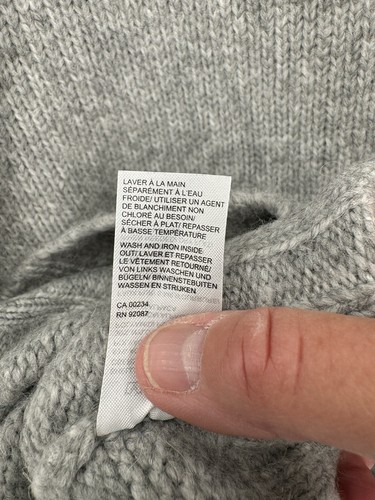 LAVER À LA MAIN
SÉPARÉMENT À L'EAU
FROIDE/ UTILISER UN AGENT
DE BLANCHIMENT NON
CHLORÉ AU BESOIN/
SÉCHER À PLAT/ REPASSER
À BASSE TEMPÉRATURE
WASH AND IRON INSIDE
OUT/ LAVER ET REPASSER
LE VÊTEMENT RETOURNÉ/
VON LINKS WASCHEN UND
BÜGELN/ BINNENSTEBUITEN
WASSEN EN STRIJKEN
CA 00234
RN 92087